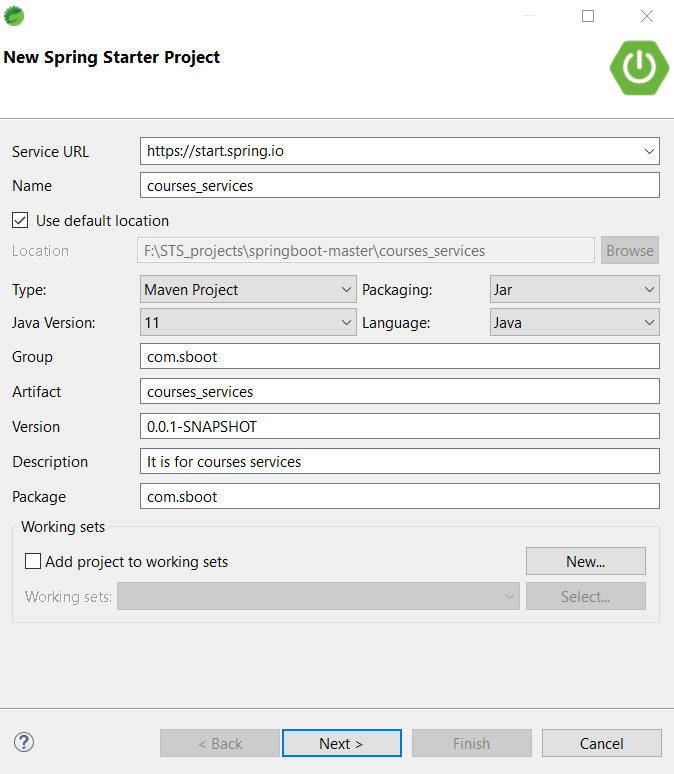 New Spring Starter Project
Service URL https://start.spring.io
Name courses_services
Use default location
Location F:\STS_projects\springboot-master\courses_services Browse
Type: Maven Project Packaging: Jar
Java Version: 11 Language: Java
Group com.sboot
Artifact courses_services
Version 0.0.1-SNAPSHOT
Description It is for courses services
Package com.sboot
Working sets
Add project to working sets New...
Working sets: Select...
? < Back Next > Finish Cancel